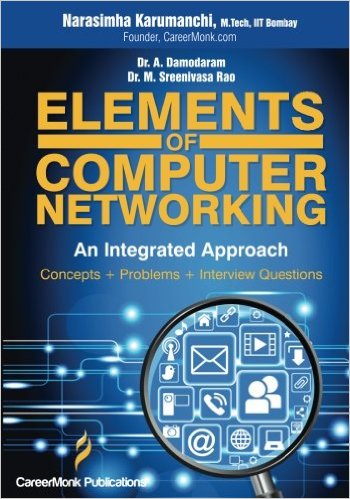 Narasimha Karumanchi, M.Tech, IIT Bombay
Founder, CareerMonk.com
Dr. A. Damodaram
Dr. M. Sreenivasa Rao
ELEMENTS
OF
COMPUTER
NETWORKING
An Integrated Approach
Concepts + Problems + Interview Questions
@
CareerMonk Publications